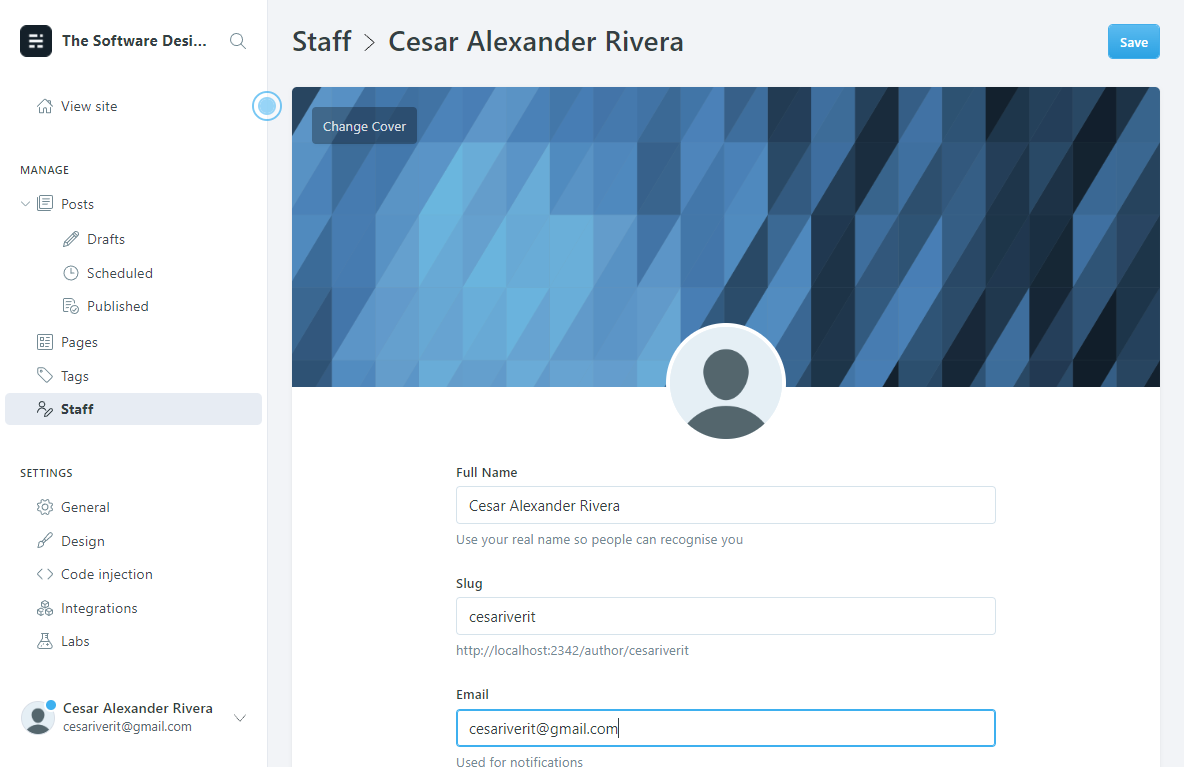 The Software Desi...
View site
MANAGE
Posts
Drafts
Scheduled
Published
Pages
Tags
Staff
SETTINGS
General
Design
Code injection
Integrations
Labs
Cesar Alexander Rivera
cesariverit@gmail.com
Staff > Cesar Alexander Rivera
Save
Change Cover
Full Name
Cesar Alexander Rivera
Use your real name so people can recognise you
Slug
cesariverit
http://localhost:2342/author/cesariverit
Email
cesariverit@gmail.com
Used for notifications